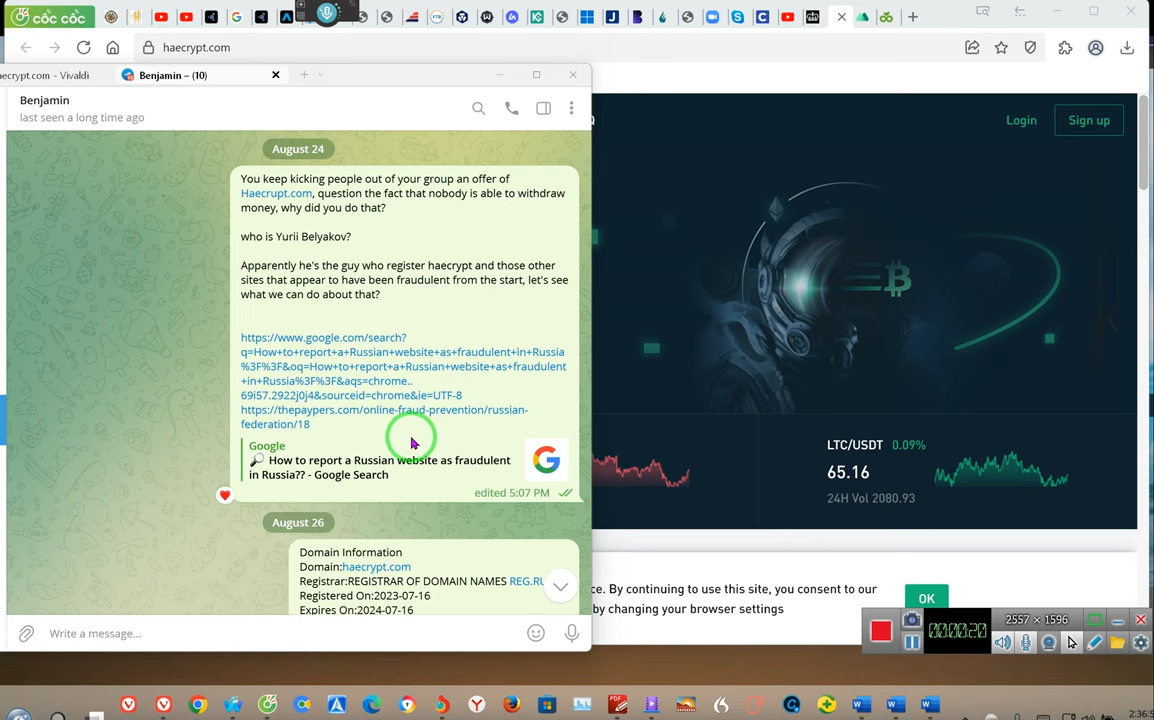 cốc cốc
haecrypt.com
ecrypt.com - Vivaldi
Benjamin – (10)
Benjamin
last seen a long time ago
Login
Sign up
August 24
You keep kicking people out of your group an offer of
Haecrupt.com, question the fact that nobody is able to withdraw
money, why did you do that?
who is Yurii Belyakov?
Apparently he's the guy who register haecrypt and those other
sites that appear to have been fraudulent from the start, let's see
what we can do about that?
https://www.google.com/search?
q=How+to+report+a+Russian+website+as+fraudulent+in+Russia
%3F%3F&oq=How+to+report+a+Russian+website+as+fraudulent
+in+Russia%3F%3F&aqs=chrome..
69i57.2922j0j4&sourceid=chrome&ie=UTF-8
https://thepaypers.com/online-fraud-prevention/russian-
federation/18
Google
🔎 How to report a Russian website as fraudulent
in Russia?? - Google Search
edited 5:07 PM
August 26
Domain Information
Domain:haecrypt.com
Registrar:REGISTRAR OF DOMAIN NAMES REG.RU
Registered On:2023-07-16
Expires On:2024-07-16
Write a message...
LTC/USDT 0.09%
65.16
24H Vol 2080.93
ce. By continuing to use this site, you consent to our
by changing your browser settings
OK
2557 × 1596
00:00:20
2:36:5